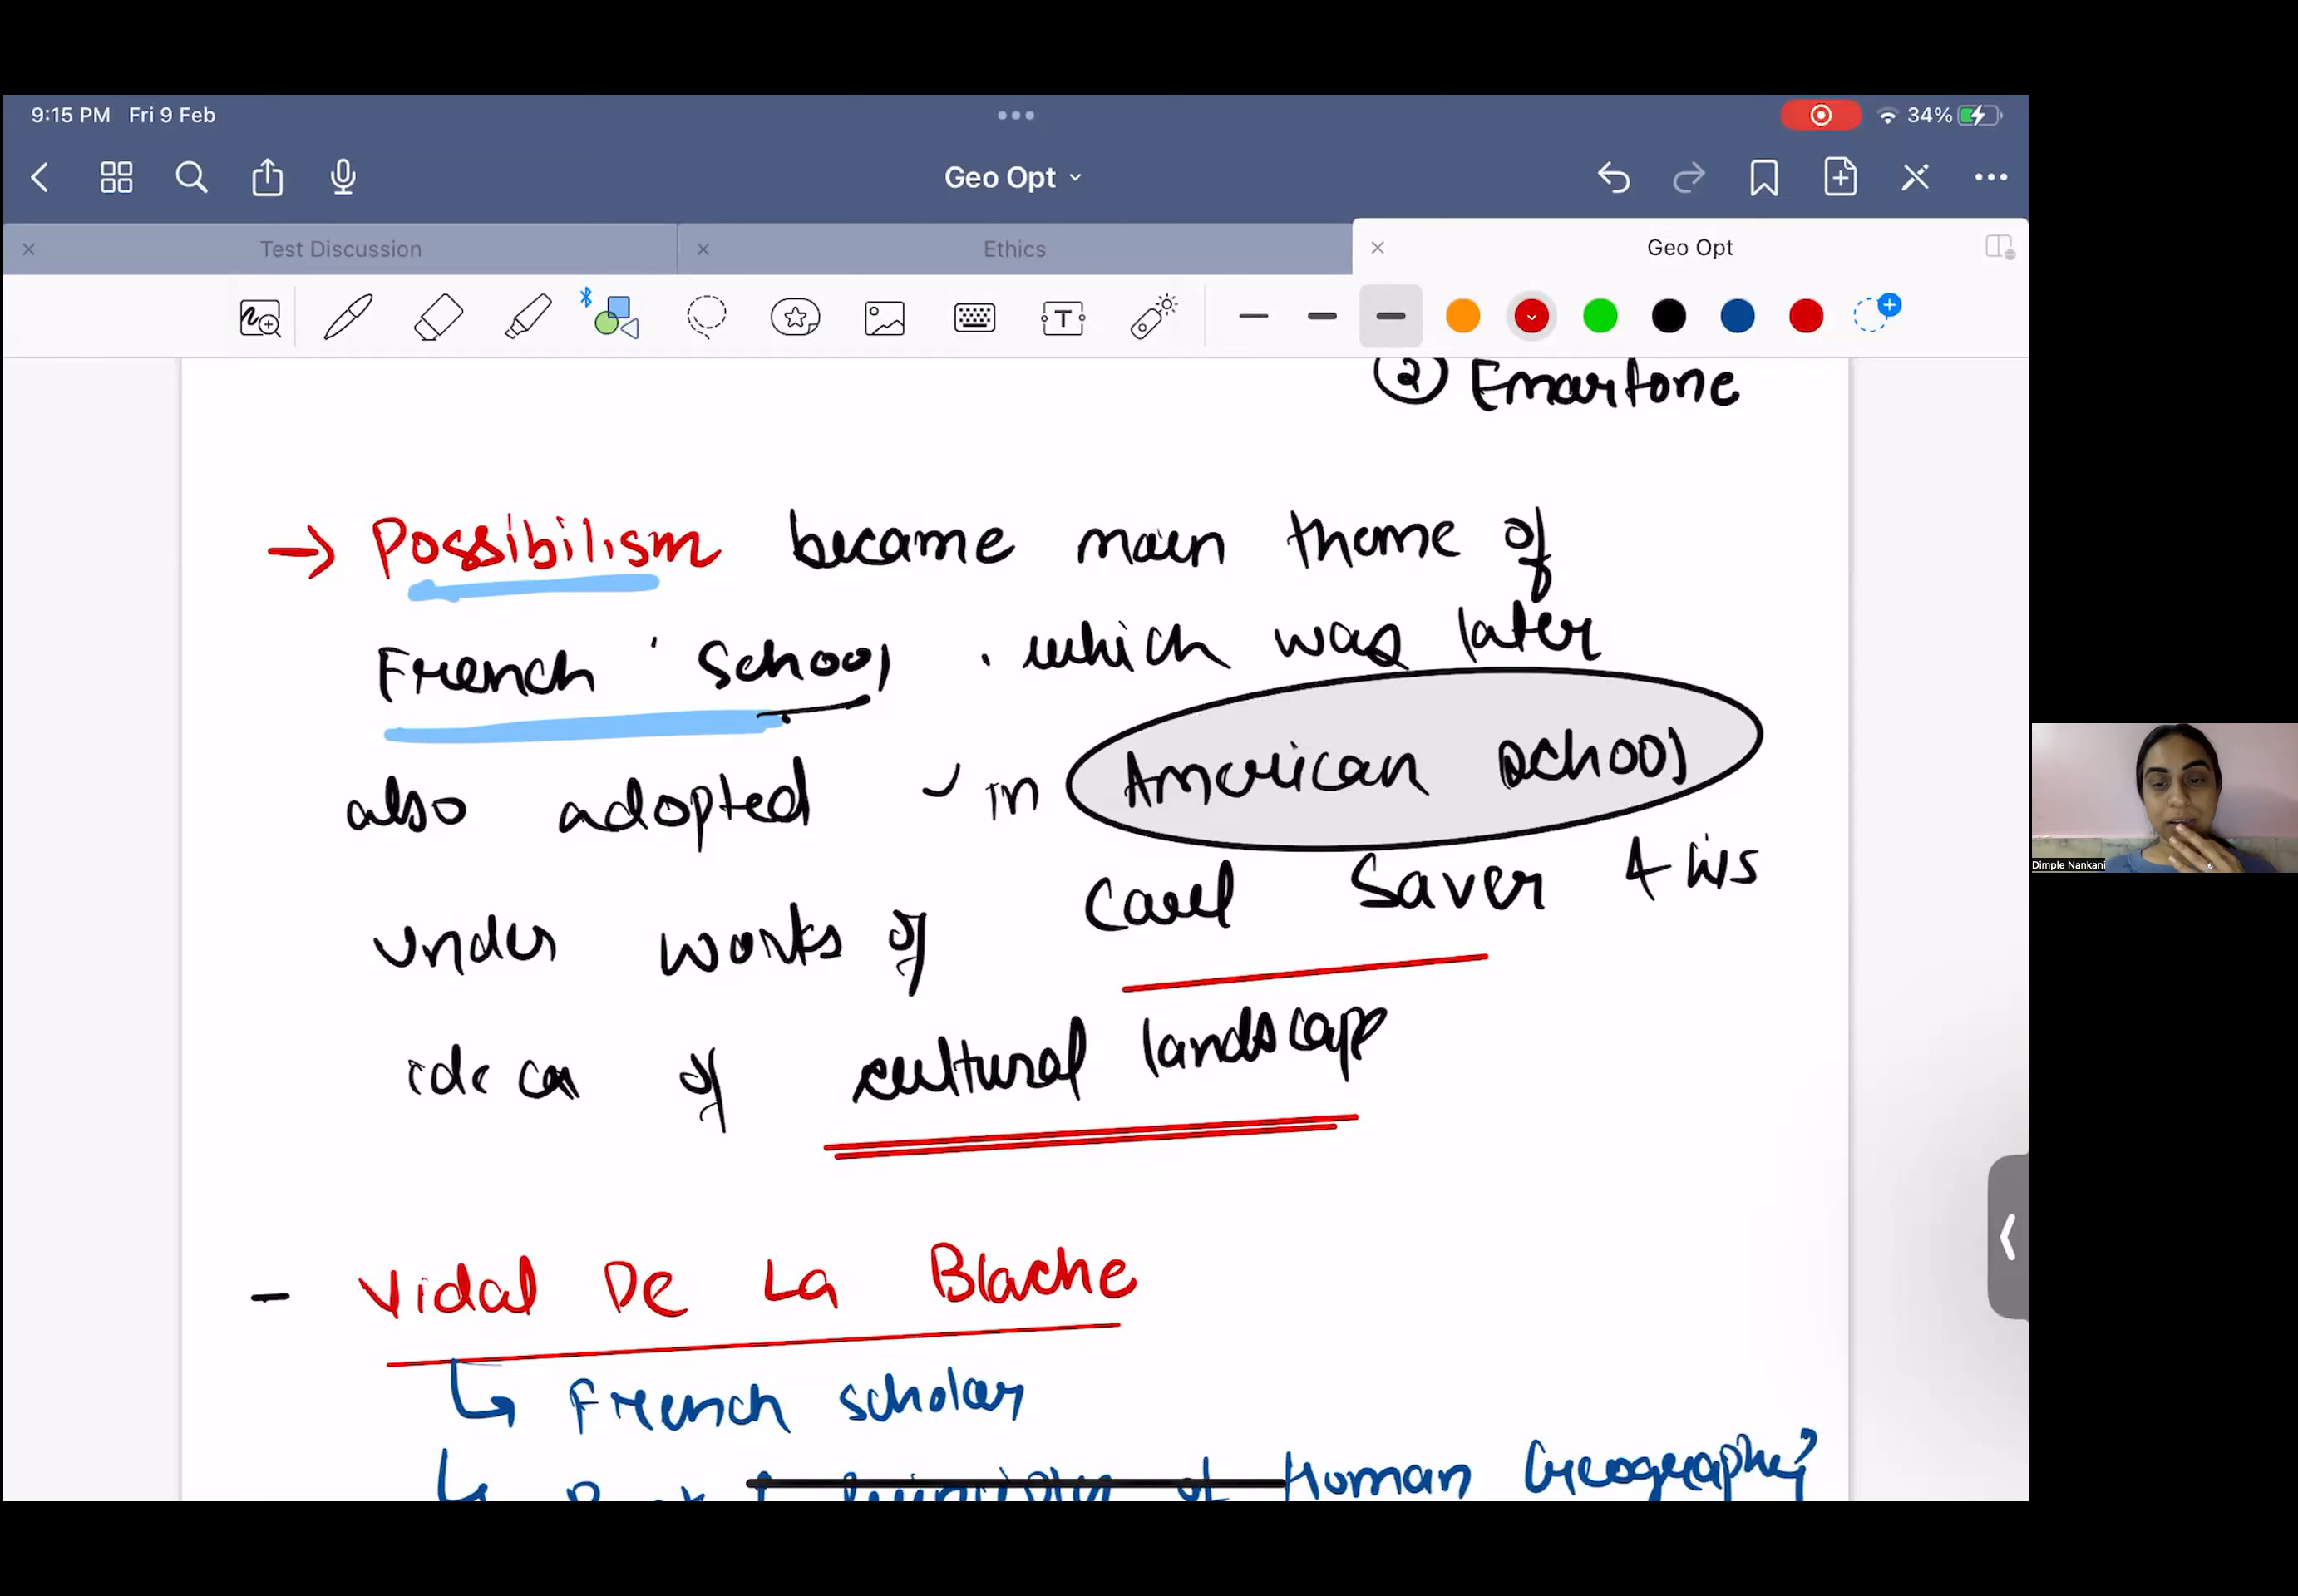 9:15 PM Fri 9 Feb
34%
Geo Opt
Test Discussion
Ethics
Geo Opt
② Emartone
→ Possibilism became main theme of
French School . which was later
also adopted in American school
under works of Carl Saver & his
idea of cultural landscape
- Vidal De La Blache
↳ French scholar
↳ Principles of Human Geography"
Dimple Nankani